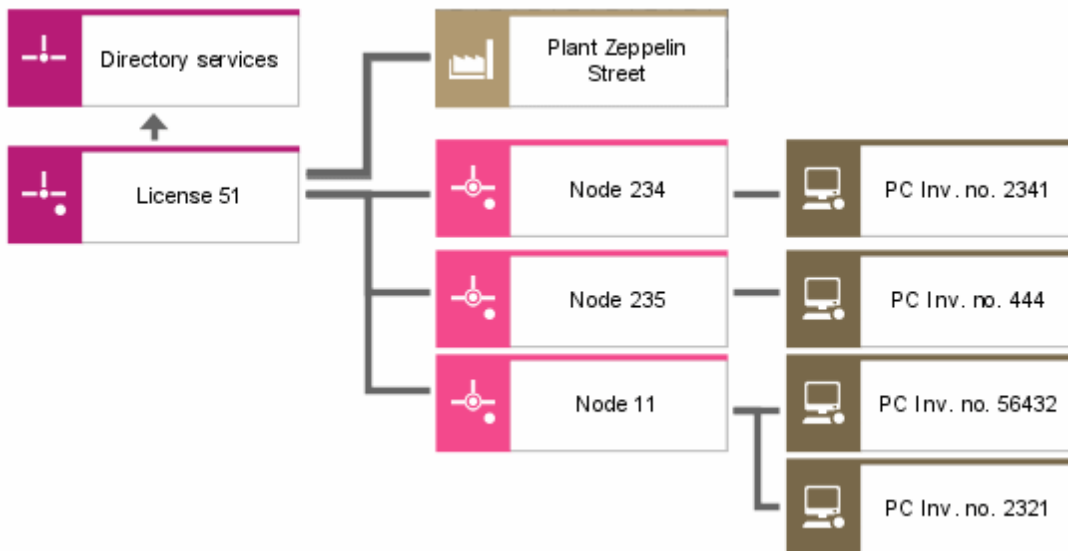 Directory services
Plant Zeppelin
Street
License 51
Node 234
PC Inv. no. 2341
Node 235
PC Inv. no. 444
Node 11
PC Inv. no. 56432
PC Inv. no. 2321